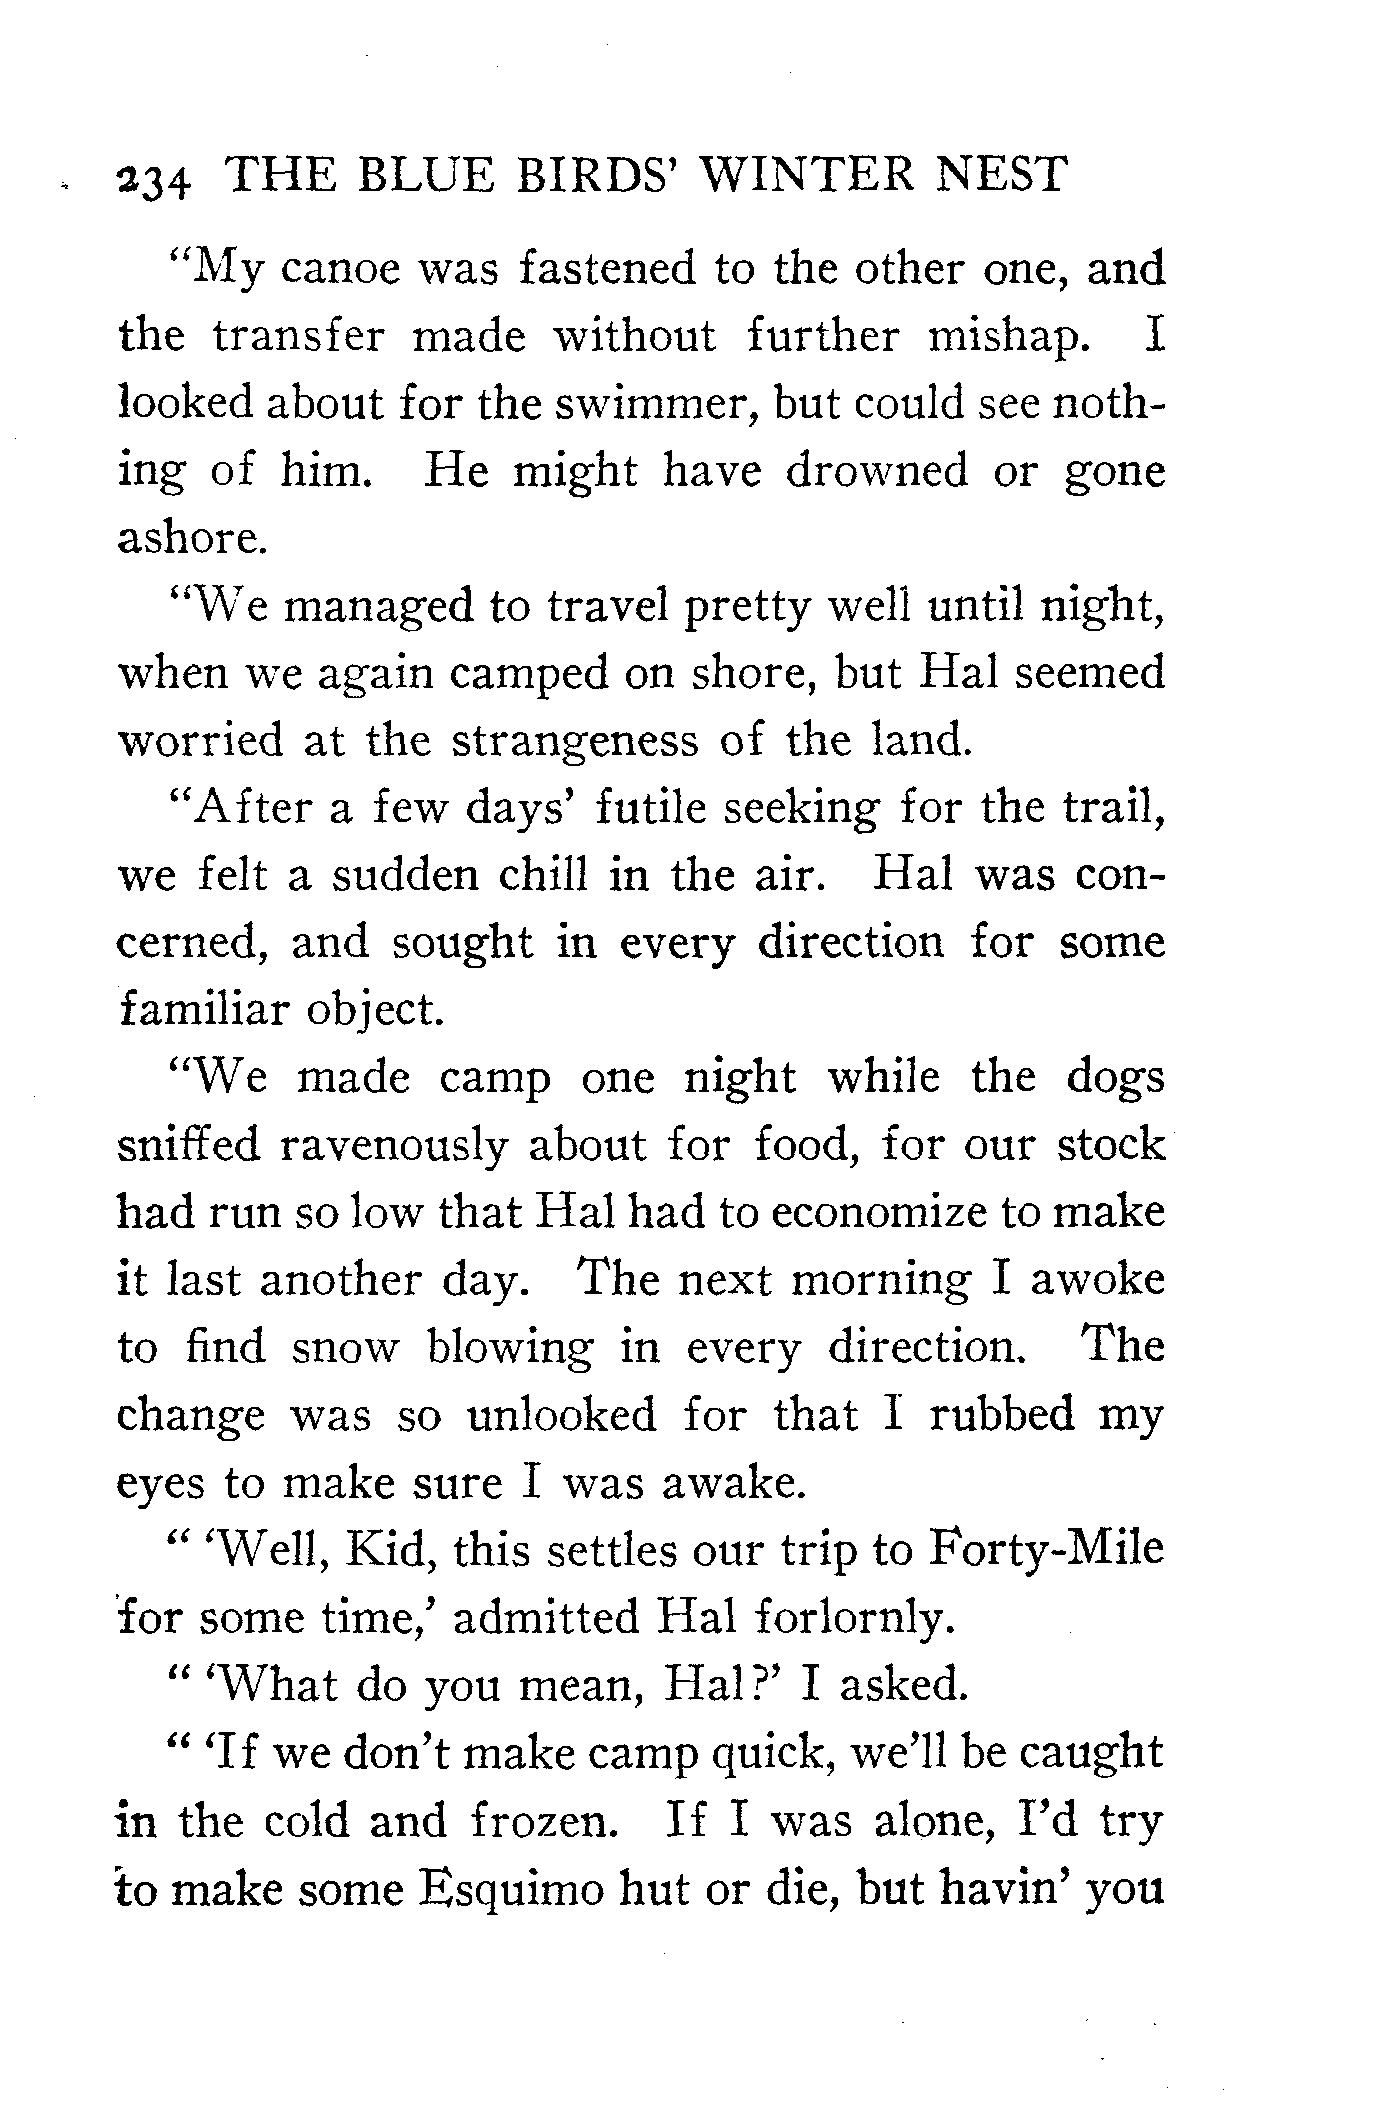 234 THE BLUE BIRDS' WINTER NEST
“My canoe was fastened to the other one, and
the transfer made without further mishap. I
looked about for the swimmer, but could see noth-
ing of him. He might have drowned or gone
ashore.
“We managed to travel pretty well until night,
when we again camped on shore, but Hal seemed
worried at the strangeness of the land.
“After a few days’ futile seeking for the trail,
we felt a sudden chill in the air. Hal was con-
cerned, and sought in every direction for some
familiar object.
“We made camp one night while the dogs
sniffed ravenously about for food, for our stock
had run so low that Hal had to economize to make
it last another day. The next morning I awoke
to find snow blowing in every direction. The
change was so unlooked for that I rubbed my
eyes to make sure I was awake.
“ ‘Well, Kid, this settles our trip to Forty-Mile
for some time,’ admitted Hal forlornly.
“ ‘What do you mean, Hal?’ I asked.
“ ‘If we don’t make camp quick, we’ll be caught
in the cold and frozen. If I was alone, I’d try
to make some Esquimo hut or die, but havin’ you